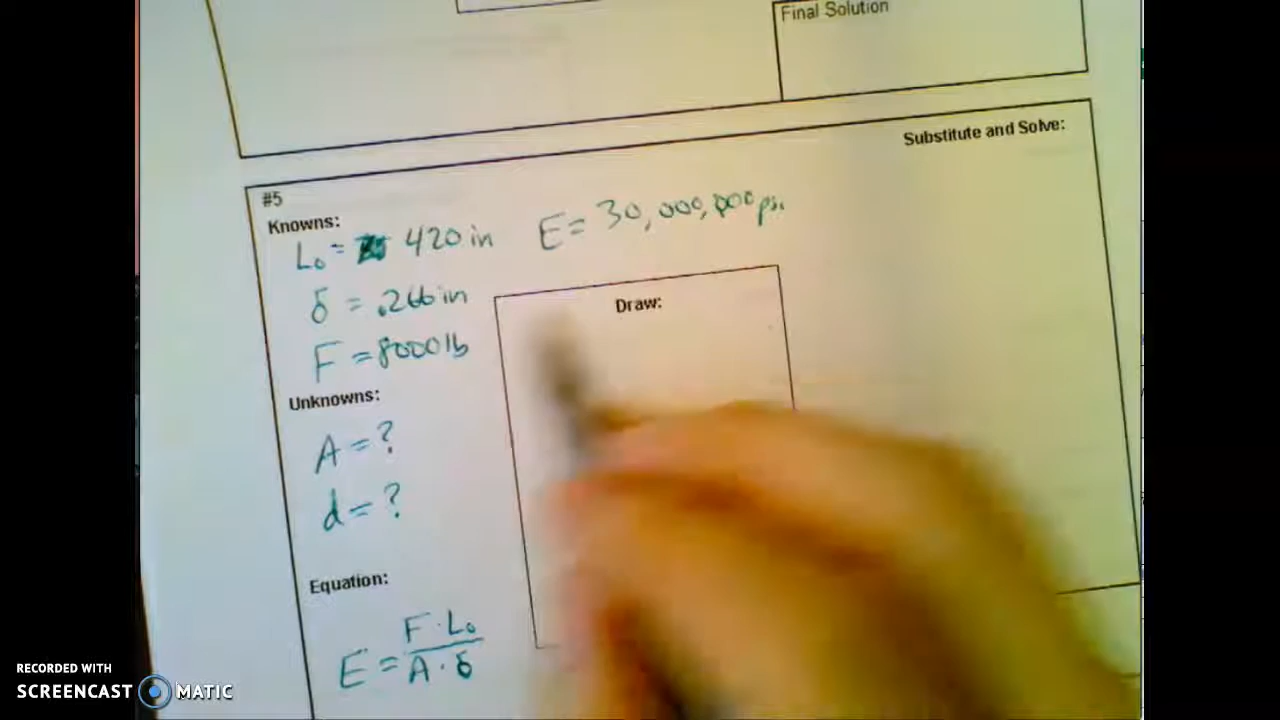 Final Solution
Substitute and Solve:
#5
Knowns:
L₀ = 420 in E = 30,000,000 psi
δ = .266 in
Draw:
F = 8000 lb
Unknowns:
A = ?
d = ?
Equation:
E = F · L₀ / A · δ
RECORDED WITH
SCREENCAST MATIC